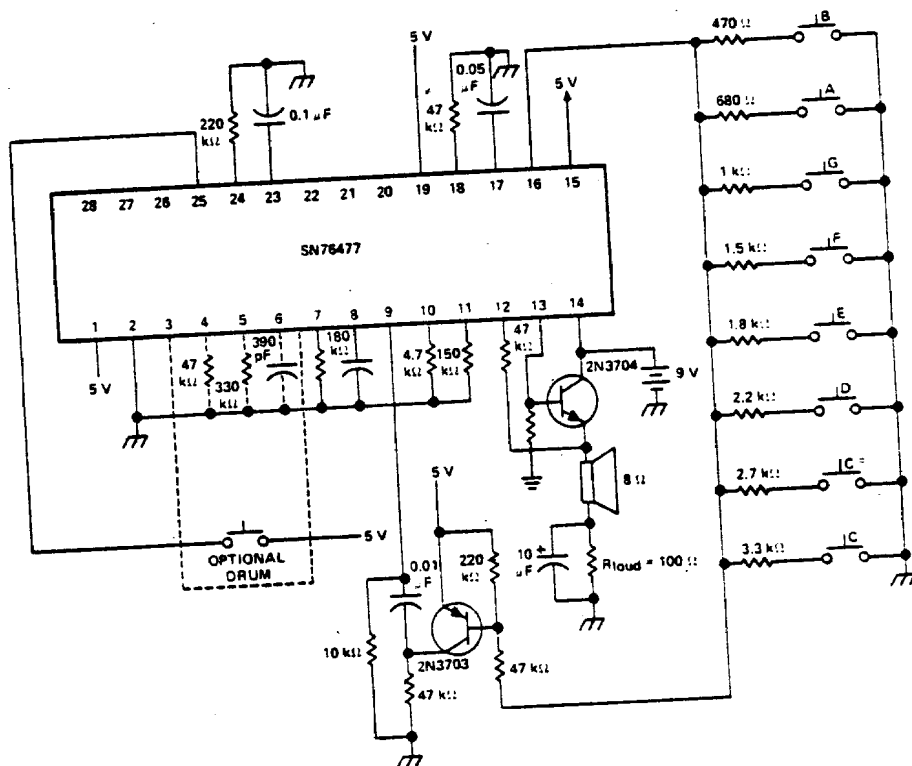 470 Ω
B
5 V
0.05
μF
5 V
680 Ω
A
220
kΩ
0.1 μF
47
kΩ
1 kΩ
G
28 27 26 25 24 23 22 21 20 19 18 17 16 15
SN76477
1.5 kΩ
F
1 2 3 4 5 6 7 8 9 10 11 12 13 14
1.8 kΩ
E
5 V
47
kΩ
330
kΩ
390
pF
180
kΩ
4.7
kΩ
150
kΩ
47
kΩ
2N3704
9 V
2.2 kΩ
D
8 Ω
2.7 kΩ
C
5 V
5 V
OPTIONAL
DRUM
0.01
μF
220
kΩ
10
μF
+
Rloud = 100 Ω
3.3 kΩ
C
10 kΩ
2N3703
47 kΩ
47 kΩ